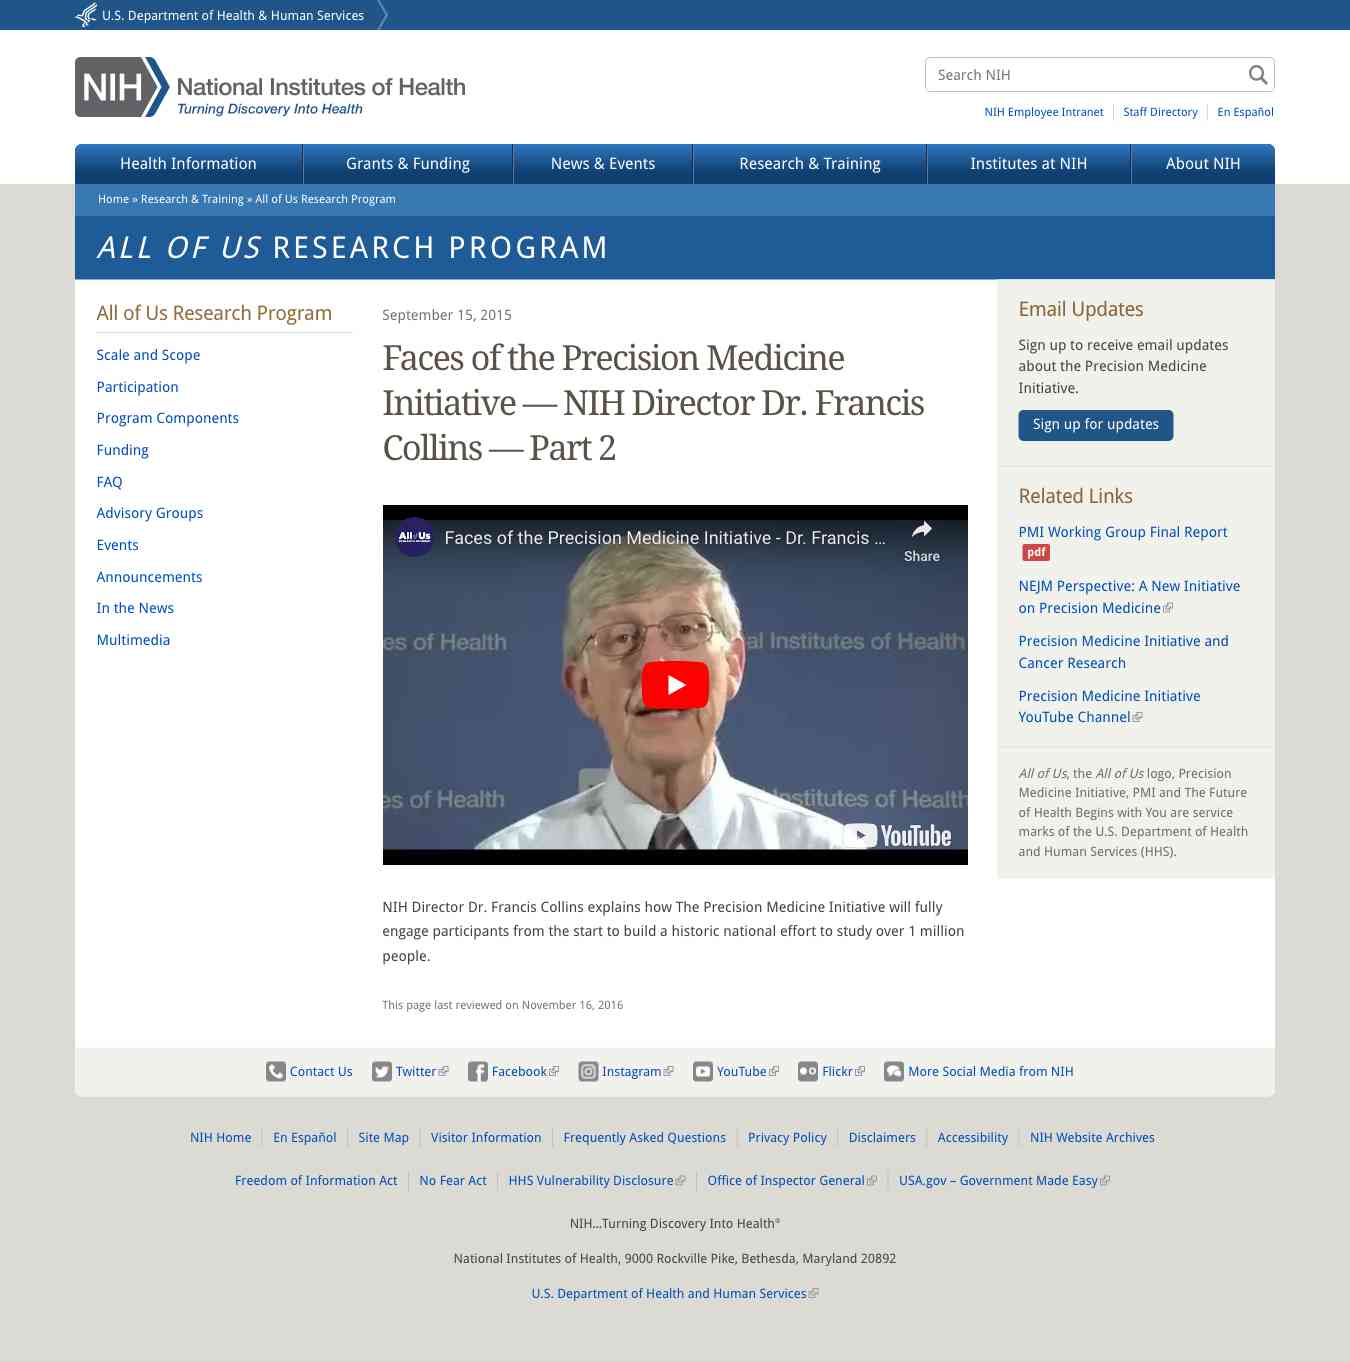 U.S. Department of Health & Human Services
NIH National Institutes of Health
Turning Discovery Into Health
Search NIH
NIH Employee Intranet
Staff Directory
En Español
Health Information
Grants & Funding
News & Events
Research & Training
Institutes at NIH
About NIH
Home » Research & Training » All of Us Research Program
ALL OF US RESEARCH PROGRAM
All of Us Research Program
Scale and Scope
Participation
Program Components
Funding
FAQ
Advisory Groups
Events
Announcements
In the News
Multimedia
September 15, 2015
Faces of the Precision Medicine
Initiative — NIH Director Dr. Francis
Collins — Part 2
All of Us
Faces of the Precision Medicine Initiative - Dr. Francis ...
Share
es of Health
al Institutes of Health
es of Health
Institutes of Health
YouTube
NIH Director Dr. Francis Collins explains how The Precision Medicine Initiative will fully
engage participants from the start to build a historic national effort to study over 1 million
people.
This page last reviewed on November 16, 2016
Email Updates
Sign up to receive email updates
about the Precision Medicine
Initiative.
Sign up for updates
Related Links
PMI Working Group Final Report
pdf
NEJM Perspective: A New Initiative
on Precision Medicine
Precision Medicine Initiative and
Cancer Research
Precision Medicine Initiative
YouTube Channel
All of Us, the All of Us logo, Precision
Medicine Initiative, PMI and The Future
of Health Begins with You are service
marks of the U.S. Department of Health
and Human Services (HHS).
Contact Us
Twitter
Facebook
Instagram
YouTube
Flickr
More Social Media from NIH
NIH Home
En Español
Site Map
Visitor Information
Frequently Asked Questions
Privacy Policy
Disclaimers
Accessibility
NIH Website Archives
Freedom of Information Act
No Fear Act
HHS Vulnerability Disclosure
Office of Inspector General
USA.gov – Government Made Easy
NIH…Turning Discovery Into Health®
National Institutes of Health, 9000 Rockville Pike, Bethesda, Maryland 20892
U.S. Department of Health and Human Services